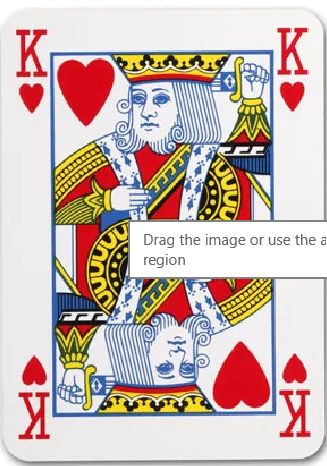 K K
Drag the image or use the a
region
K K